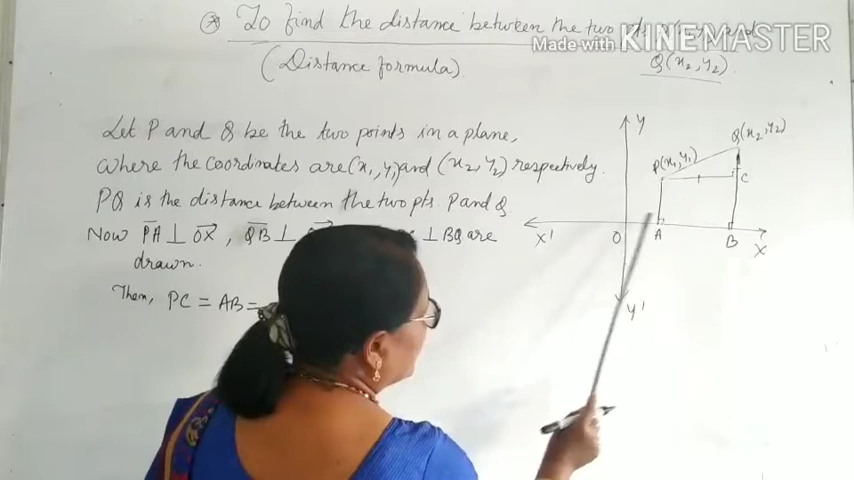 To find the distance between the two pts
Made with KINEMASTER
Q(x₂, y₂)
(Distance formula)
Let P and Q be the two points in a plane,
where the coordinates are (x₁, y₁) and (x₂, y₂) respectively.
PQ is the distance between the two pts. P and Q.
Now PA ⊥ OX, QB ⊥ ⊥ BQ are
drawn.
Then, PC = AB =
Y
Q(x₂, y₂)
P(x₁, y₁)
C
X' O A B X
Y'